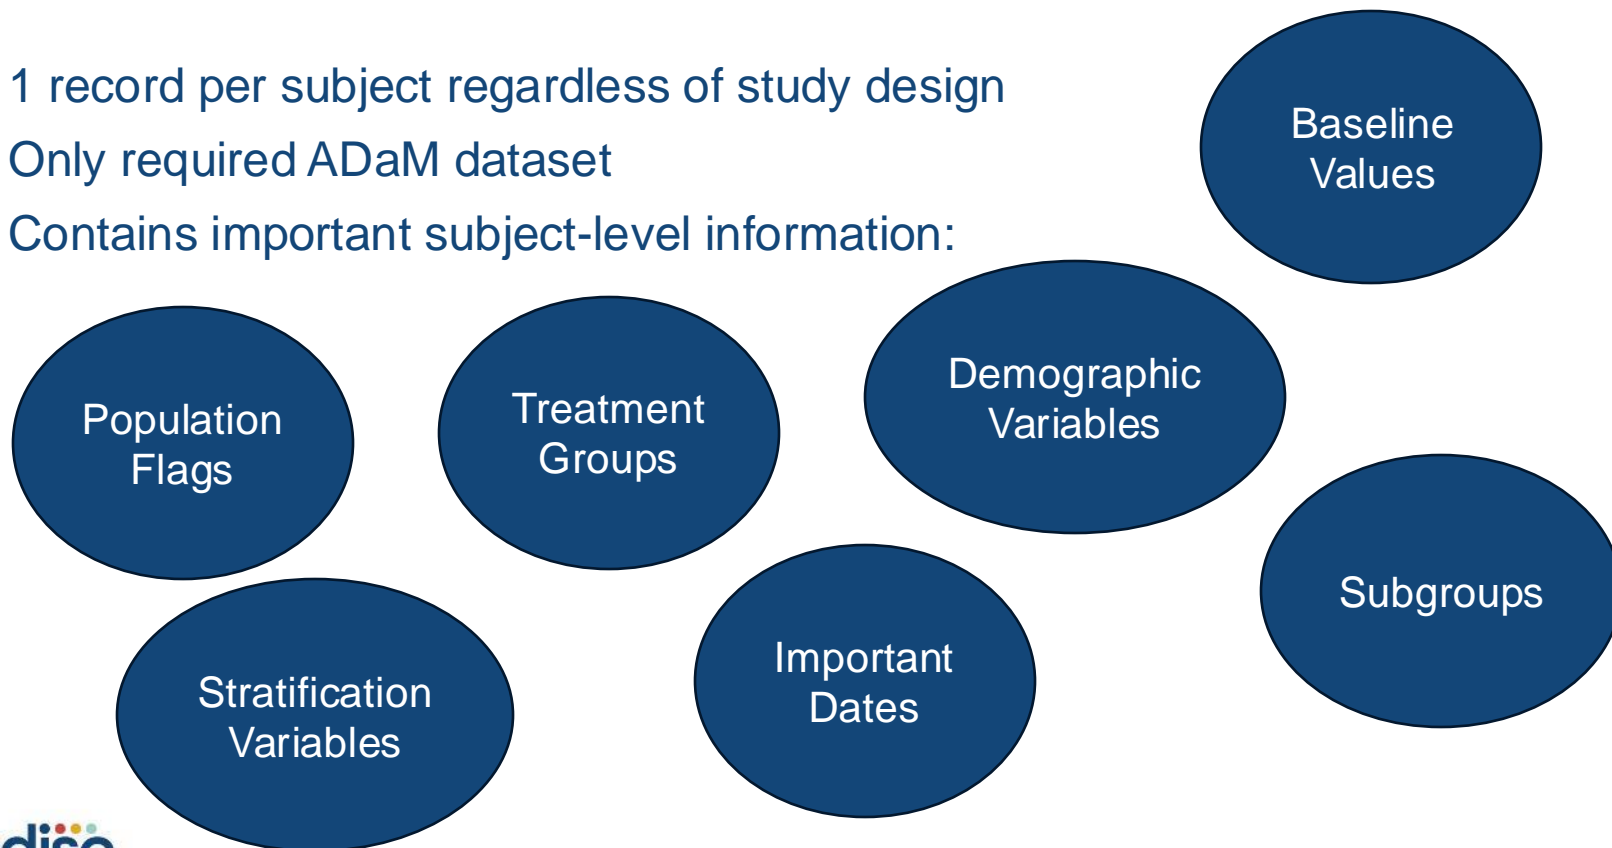 1 record per subject regardless of study design
Only required ADaM dataset
Contains important subject-level information:
Baseline
Values
Demographic
Variables
Treatment
Groups
Population
Flags
Subgroups
Important
Dates
Stratification
Variables